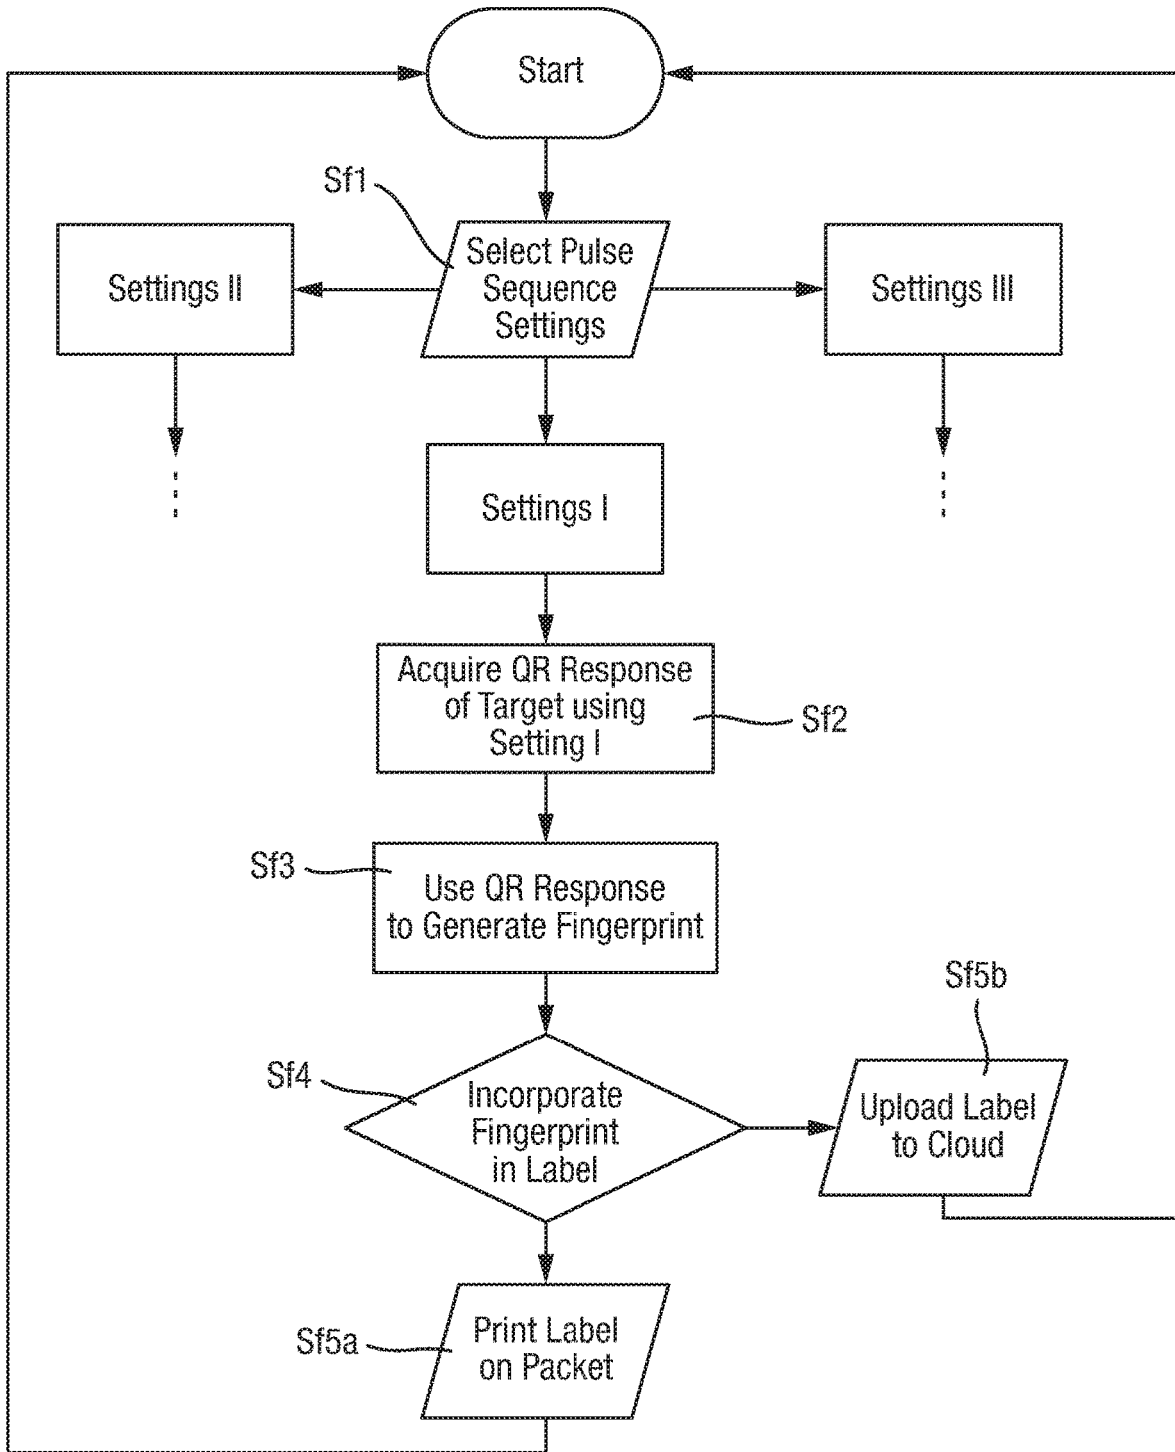 Start
Sf1
Select Pulse
Sequence
Settings
Settings II
Settings III
Settings I
Acquire QR Response
of Target using
Setting I
Sf2
Sf3
Use QR Response
to Generate Fingerprint
Sf4
Incorporate
Fingerprint
in Label
Sf5b
Upload Label
to Cloud
Sf5a
Print Label
on Packet